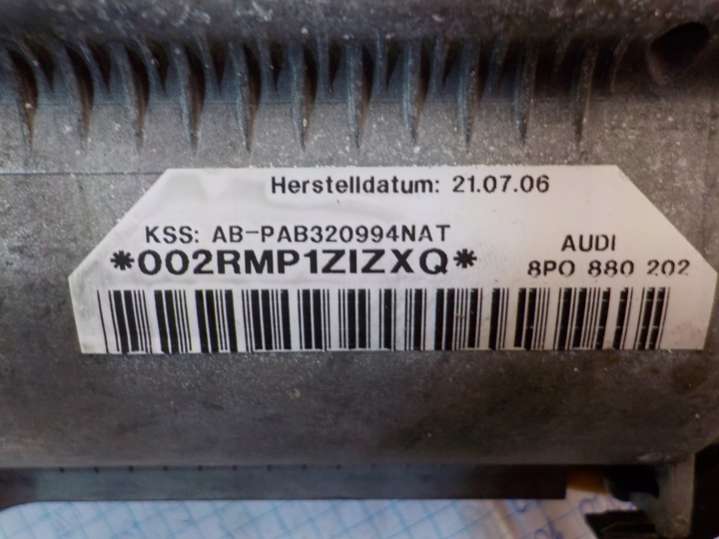 Herstelldatum: 21.07.06
KSS: AB-PAB320994NAT
AUDI
*002RMP1ZIZXQ*
8P0 880 202